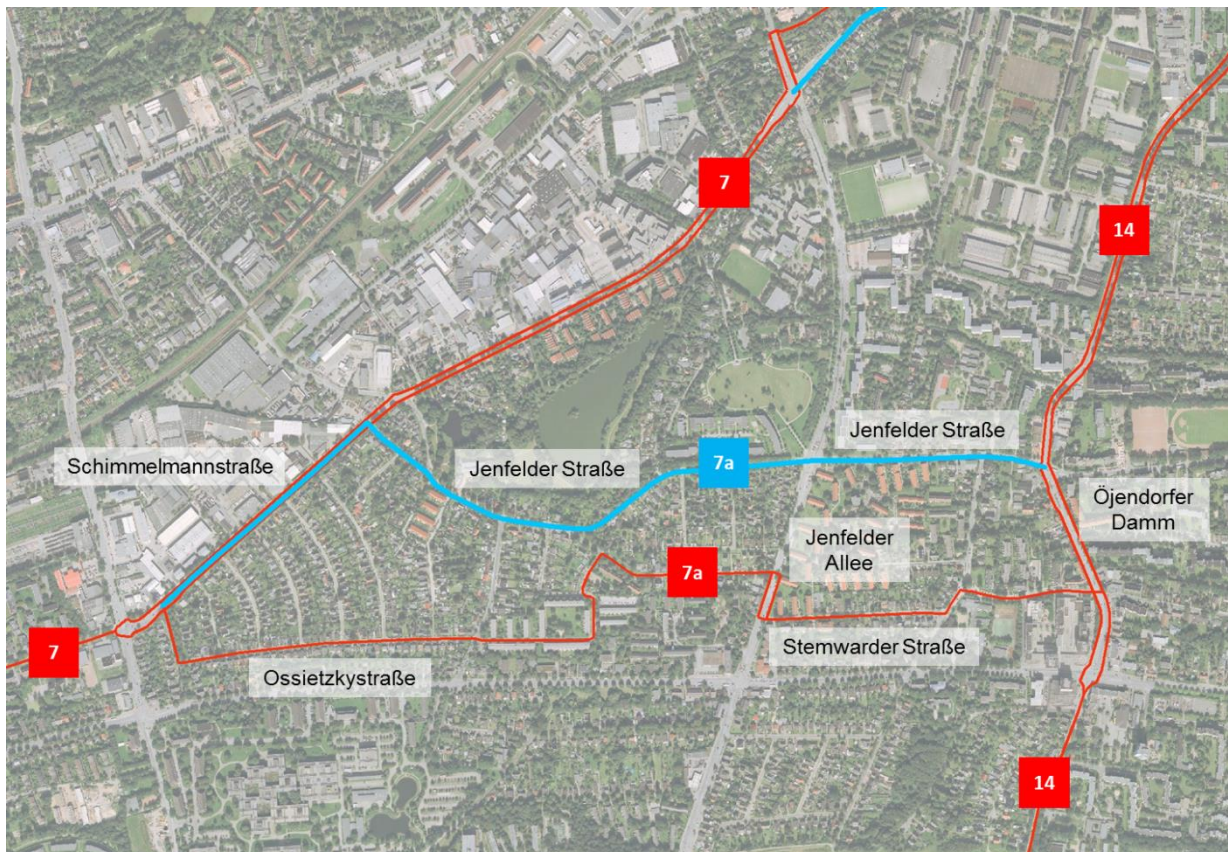 7
14
Jenfelder Straße
Schimmelmannstraße
Jenfelder Straße
7a
Öjendorfer
Damm
Jenfelder
Allee
7a
7
Stemwarder Straße
Ossietzkystraße
14